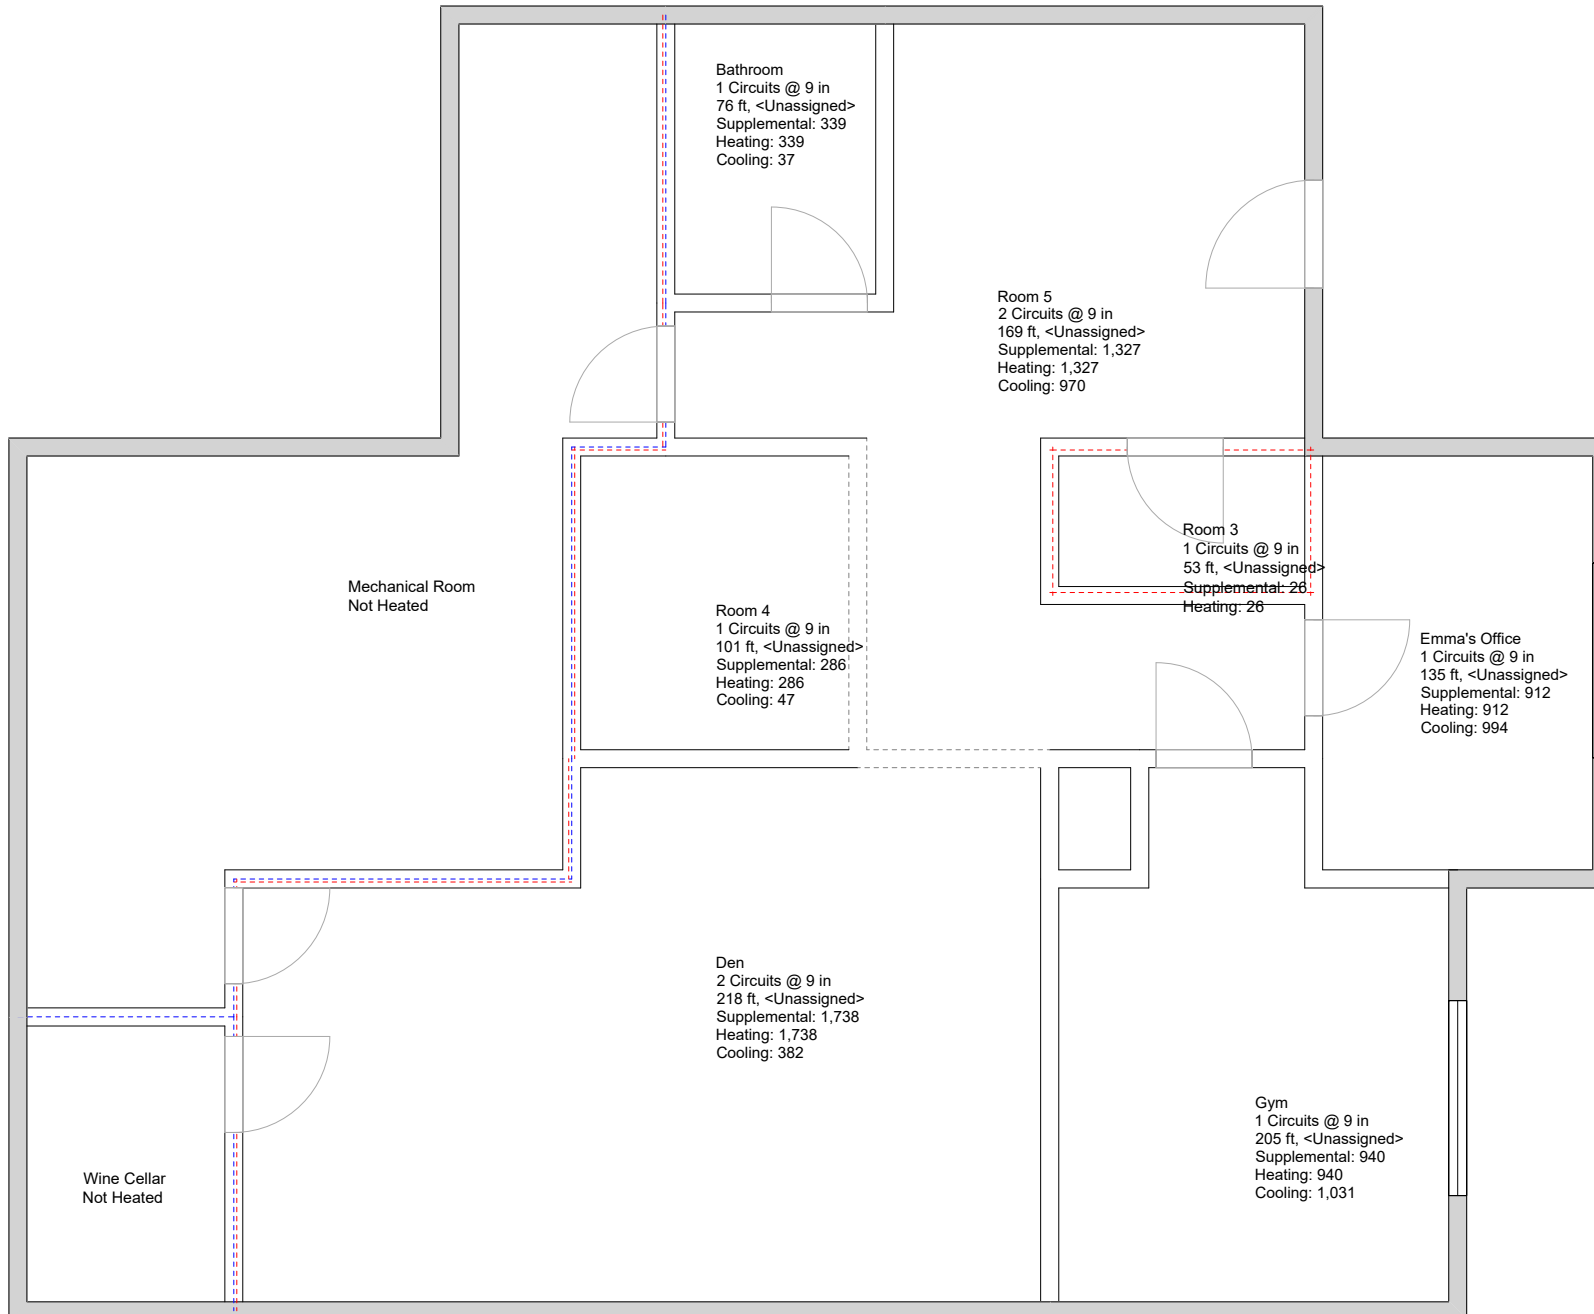 Bathroom
1 Circuits @ 9 in
76 ft, <Unassigned>
Supplemental: 339
Heating: 339
Cooling: 37
Room 5
2 Circuits @ 9 in
169 ft, <Unassigned>
Supplemental: 1,327
Heating: 1,327
Cooling: 970
Room 3
1 Circuits @ 9 in
53 ft, <Unassigned>
Supplemental: 26
Heating: 26
Mechanical Room
Not Heated
Room 4
1 Circuits @ 9 in
101 ft, <Unassigned>
Supplemental: 286
Heating: 286
Cooling: 47
Emma's Office
1 Circuits @ 9 in
135 ft, <Unassigned>
Supplemental: 912
Heating: 912
Cooling: 994
Den
2 Circuits @ 9 in
218 ft, <Unassigned>
Supplemental: 1,738
Heating: 1,738
Cooling: 382
Gym
1 Circuits @ 9 in
205 ft, <Unassigned>
Supplemental: 940
Heating: 940
Cooling: 1,031
Wine Cellar
Not Heated